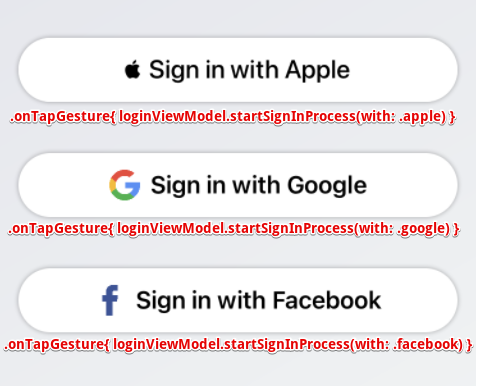 Sign in with Apple
.onTapGesture{ loginViewModel.startSignInProcess(with: .apple) }
Sign in with Google
.onTapGesture{ loginViewModel.startSignInProcess(with: .google) }
Sign in with Facebook
.onTapGesture{ loginViewModel.startSignInProcess(with: .facebook) }